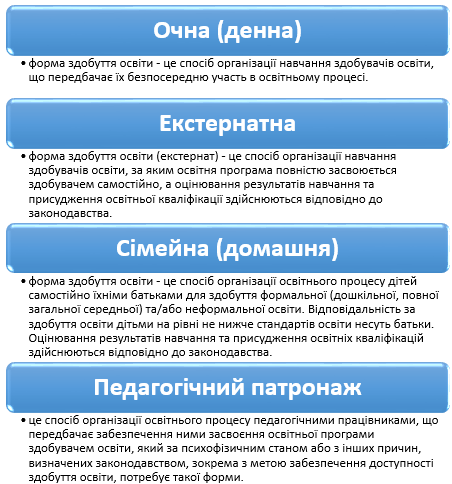 Очна (денна)
• форма здобуття освіти - це спосіб організації навчання здобувачів освіти,
що передбачає їх безпосередню участь в освітньому процесі.
Екстернатна
• форма здобуття освіти (екстернат) - це спосіб організації навчання
здобувачів освіти, за яким освітня програма повністю засвоюється
здобувачем самостійно, а оцінювання результатів навчання та
присудження освітньої кваліфікації здійснюються відповідно до
законодавства.
Сімейна (домашня)
• форма здобуття освіти - це спосіб організації освітнього процесу дітей
самостійно їхніми батьками для здобуття формальної (дошкільної, повної
загальної середньої) та/або неформальної освіти. Відповідальність за
здобуття освіти дітьми на рівні не нижче стандартів освіти несуть батьки.
Оцінювання результатів навчання та присудження освітніх кваліфікацій
здійснюються відповідно до законодавства.
Педагогічний патронаж
• це спосіб організації освітнього процесу педагогічними працівниками, що
передбачає забезпечення ними засвоєння освітньої програми
здобувачем освіти, який за психофізичним станом або з інших причин,
визначених законодавством, зокрема з метою забезпечення доступності
здобуття освіти, потребує такої форми.